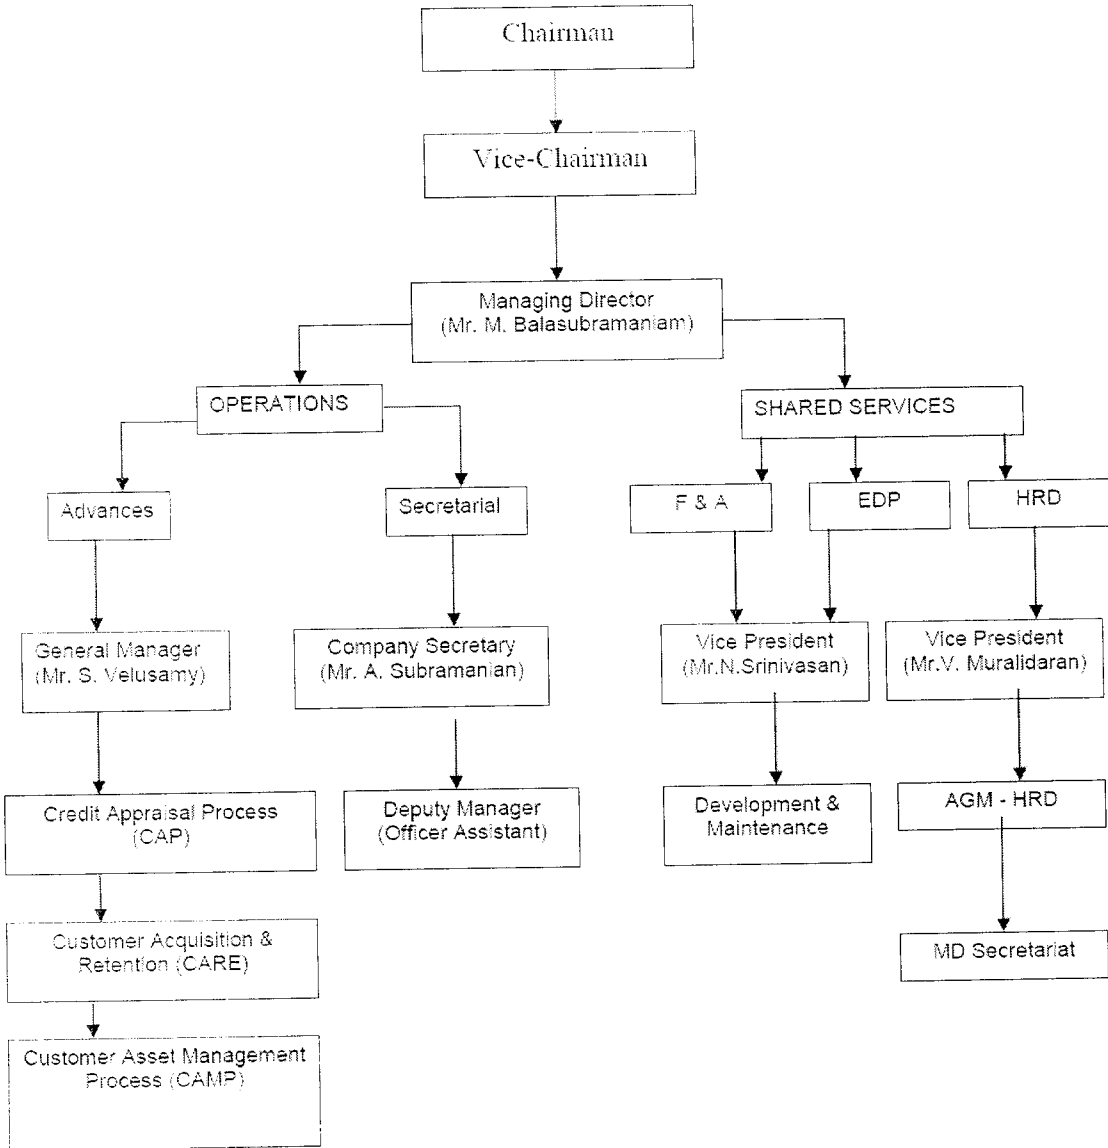 Chairman
Vice-Chairman
Managing Director
(Mr. M. Balasubramaniam)
OPERATIONS
SHARED SERVICES
Advances
Secretarial
F & A
EDP
HRD
General Manager
(Mr. S. Velusamy)
Company Secretary
(Mr. A. Subramanian)
Vice President
(Mr.N.Srinivasan)
Vice President
(Mr.V. Muralidaran)
Credit Appraisal Process
(CAP)
Deputy Manager
(Officer Assistant)
Development &
Maintenance
AGM - HRD
Customer Acquisition &
Retention (CARE)
MD Secretariat
Customer Asset Management
Process (CAMP)